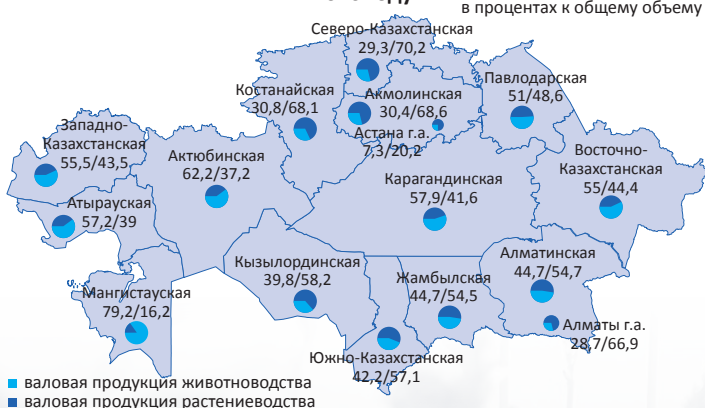 в процентах к общему объему
Северо-Казахстанская
29,3/70,2
Костанайская
30,8/68,1
Акмолинская
30,4/68,6
Павлодарская
51/48,6
Астана г.а.
7,3/20,2
Западно-
Казахстанская
55,5/43,5
Актюбинская
62,2/37,2
Восточно-
Казахстанская
55/44,4
Карагандинская
57,9/41,6
Атырауская
57,2/39
Кызылординская
39,8/58,2
Жамбылская
44,7/54,5
Алматинская
44,7/54,7
Мангистауская
79,2/16,2
Алматы г.а.
28,7/66,9
Южно-Казахстанская
42,2/57,1
валовая продукция животноводства
валовая продукция растениеводства